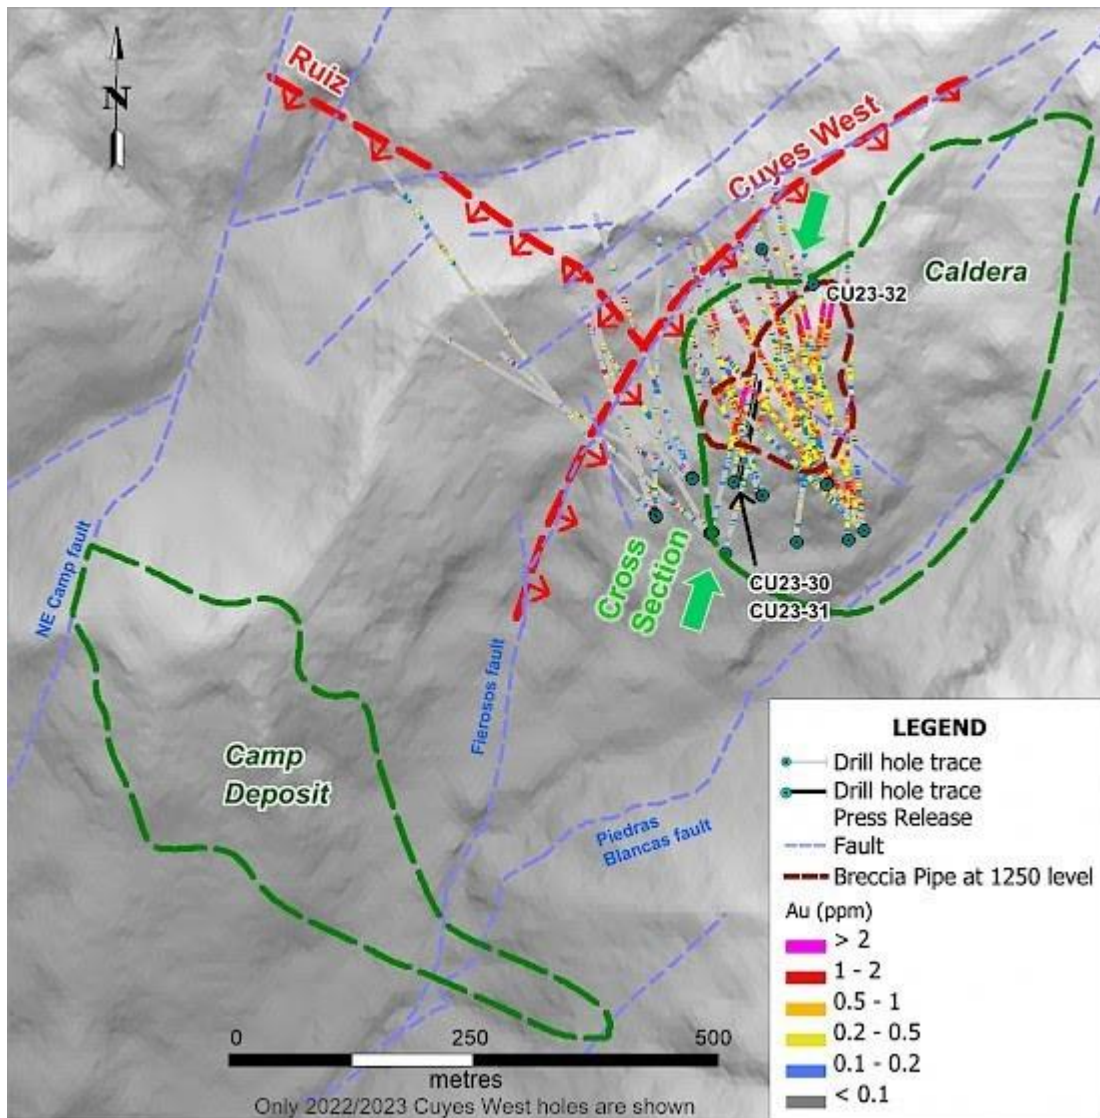 N
Ruiz
Cuyes West
Caldera
CU23-32
Cross
Section
CU23-30
CU23-31
NE Camp fault
Fierosos fault
Camp
Deposit
Piedras
Blancas fault
LEGEND
Drill hole trace
Drill hole trace
Press Release
Fault
Breccia Pipe at 1250 level
Au (ppm)
> 2
1 - 2
0.5 - 1
0.2 - 0.5
0.1 - 0.2
< 0.1
0 250 500
metres
Only 2022/2023 Cuyes West holes are shown